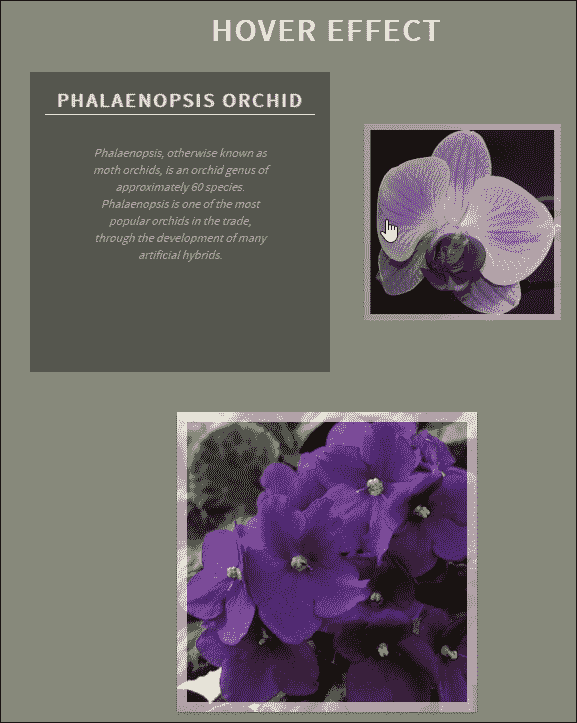 HOVER EFFECT
PHALAENOPSIS ORCHID
Phalaenopsis, otherwise known as
moth orchids, is an orchid genus of
approximately 60 species.
Phalaenopsis is one of the most
popular orchids in the trade,
through the development of many
artificial hybrids.